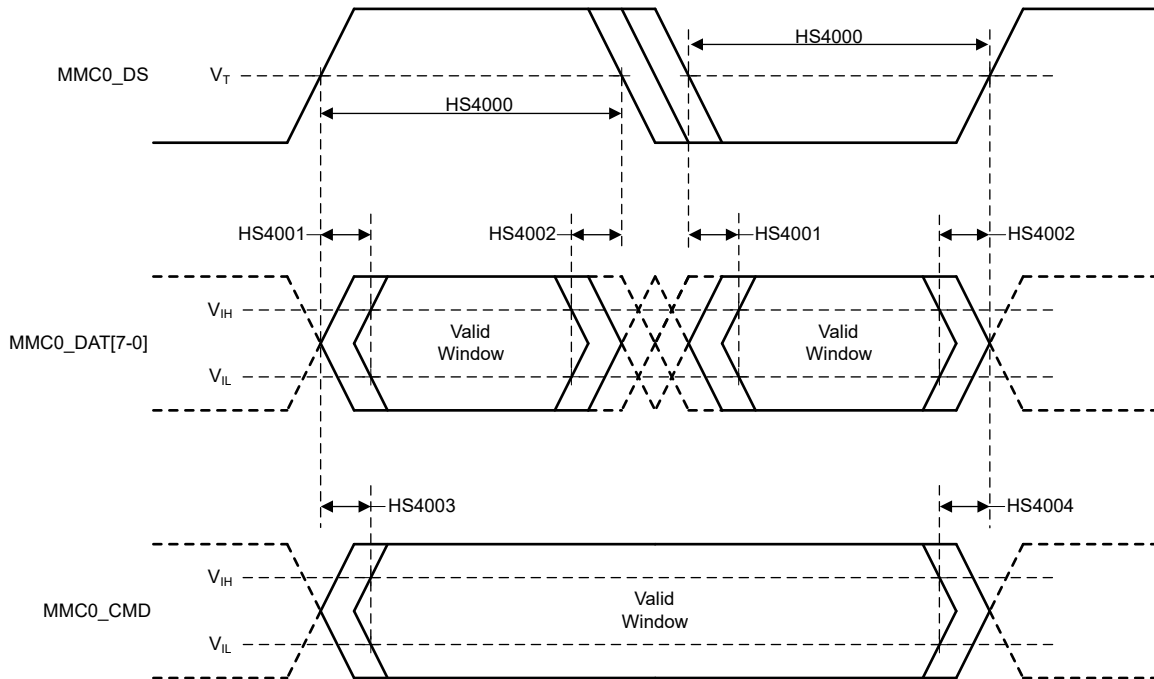 HS4000
MMC0_DS
VT
HS4000
HS4001
HS4002
HS4001
HS4002
VIH
MMC0_DAT[7-0]
Valid
Window
Valid
Window
VIL
HS4003
HS4004
VIH
MMC0_CMD
Valid
Window
VIL